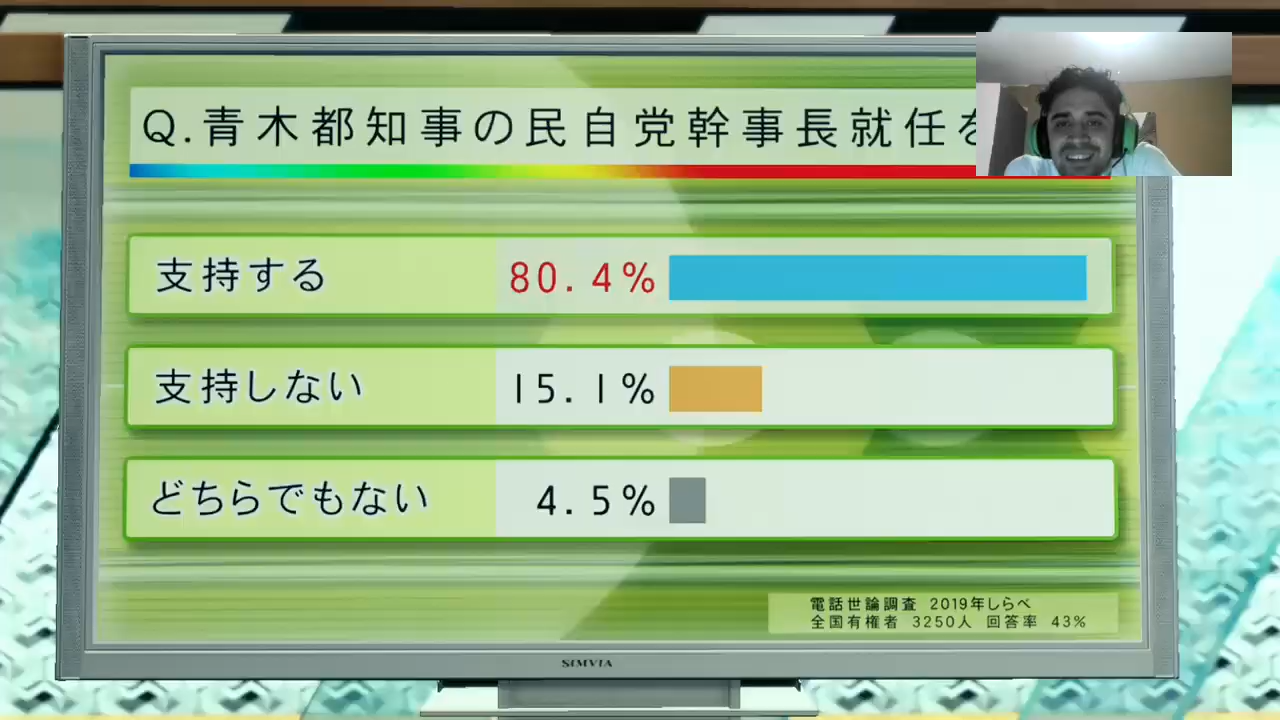 Q.青木都知事の民自党幹事長就任を
支持する 80.4%
支持しない 15.1%
どちらでもない 4.5%
電話世論調査 2019年しらべ
全国有権者 3250人 回答率 43%
SIMVIA